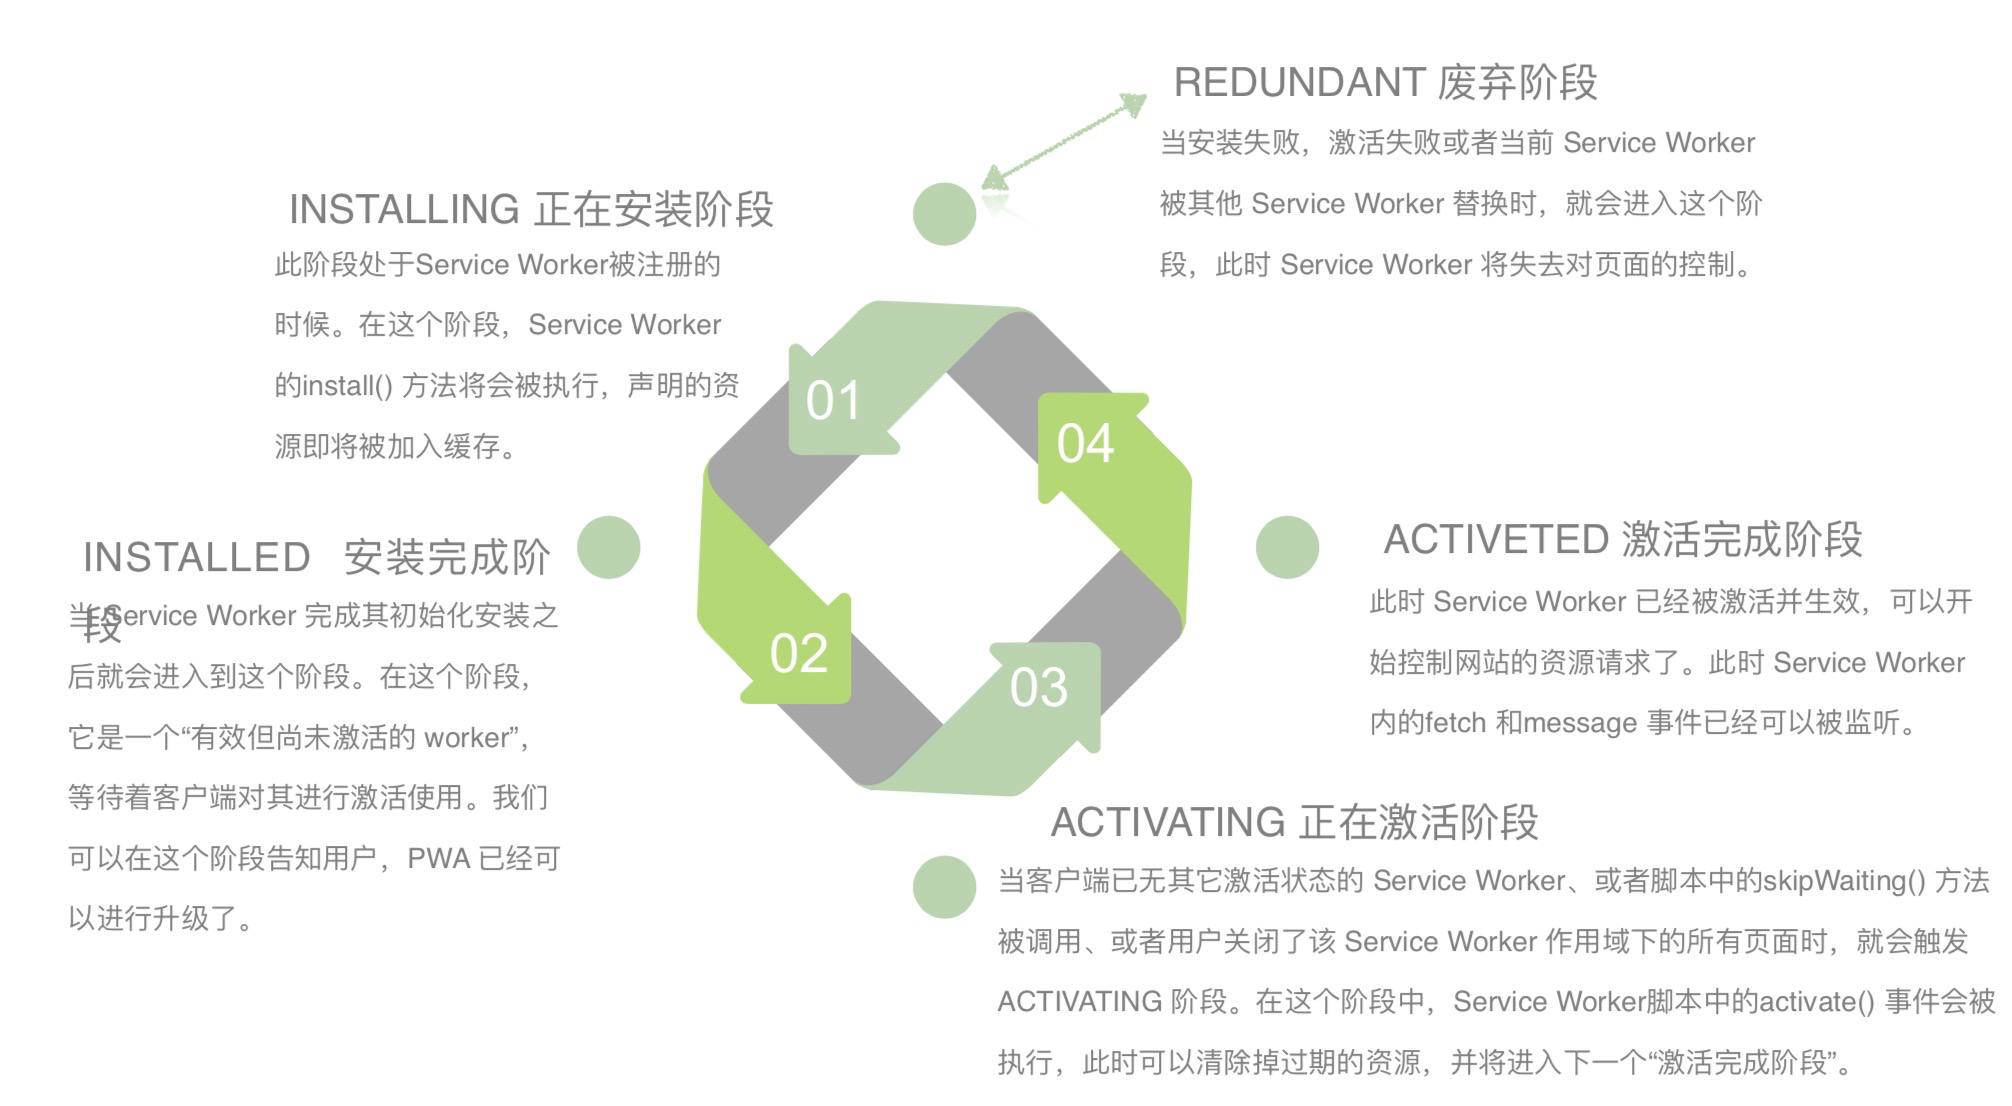 REDUNDANT 废弃阶段
当安装失败，激活失败或者当前 Service Worker
被其他 Service Worker 替换时，就会进入这个阶
段，此时 Service Worker 将失去对页面的控制。
INSTALLING 正在安装阶段
此阶段处于Service Worker被注册的
时候。在这个阶段，Service Worker
的install() 方法将会被执行，声明的资
源即将被加入缓存。
01
04
02
03
INSTALLED 安装完成阶
段
当 Service Worker 完成其初始化安装之
后就会进入到这个阶段。在这个阶段，
它是一个“有效但尚未激活的 worker”，
等待着客户端对其进行激活使用。我们
可以在这个阶段告知用户，PWA 已经可
以进行升级了。
ACTIVETED 激活完成阶段
此时 Service Worker 已经被激活并生效，可以开
始控制网站的资源请求了。此时 Service Worker
内的fetch 和message 事件已经可以被监听。
ACTIVATING 正在激活阶段
当客户端已无其它激活状态的 Service Worker、或者脚本中的skipWaiting() 方法
被调用、或者用户关闭了该 Service Worker 作用域下的所有页面时，就会触发
ACTIVATING 阶段。在这个阶段中，Service Worker脚本中的activate() 事件会被
执行，此时可以清除掉过期的资源，并将进入下一个“激活完成阶段”。